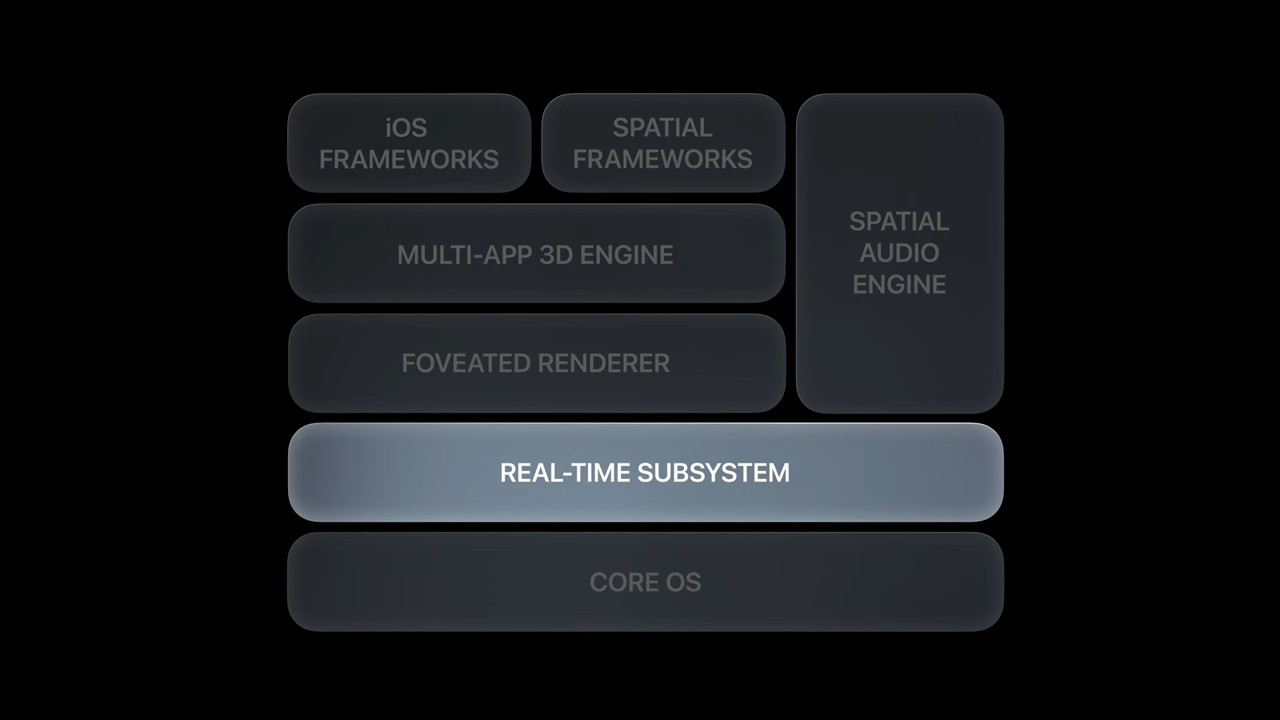 iOS
FRAMEWORKS
SPATIAL
FRAMEWORKS
SPATIAL
AUDIO
ENGINE
MULTI-APP 3D ENGINE
FOVEATED RENDERER
REAL-TIME SUBSYSTEM
CORE OS